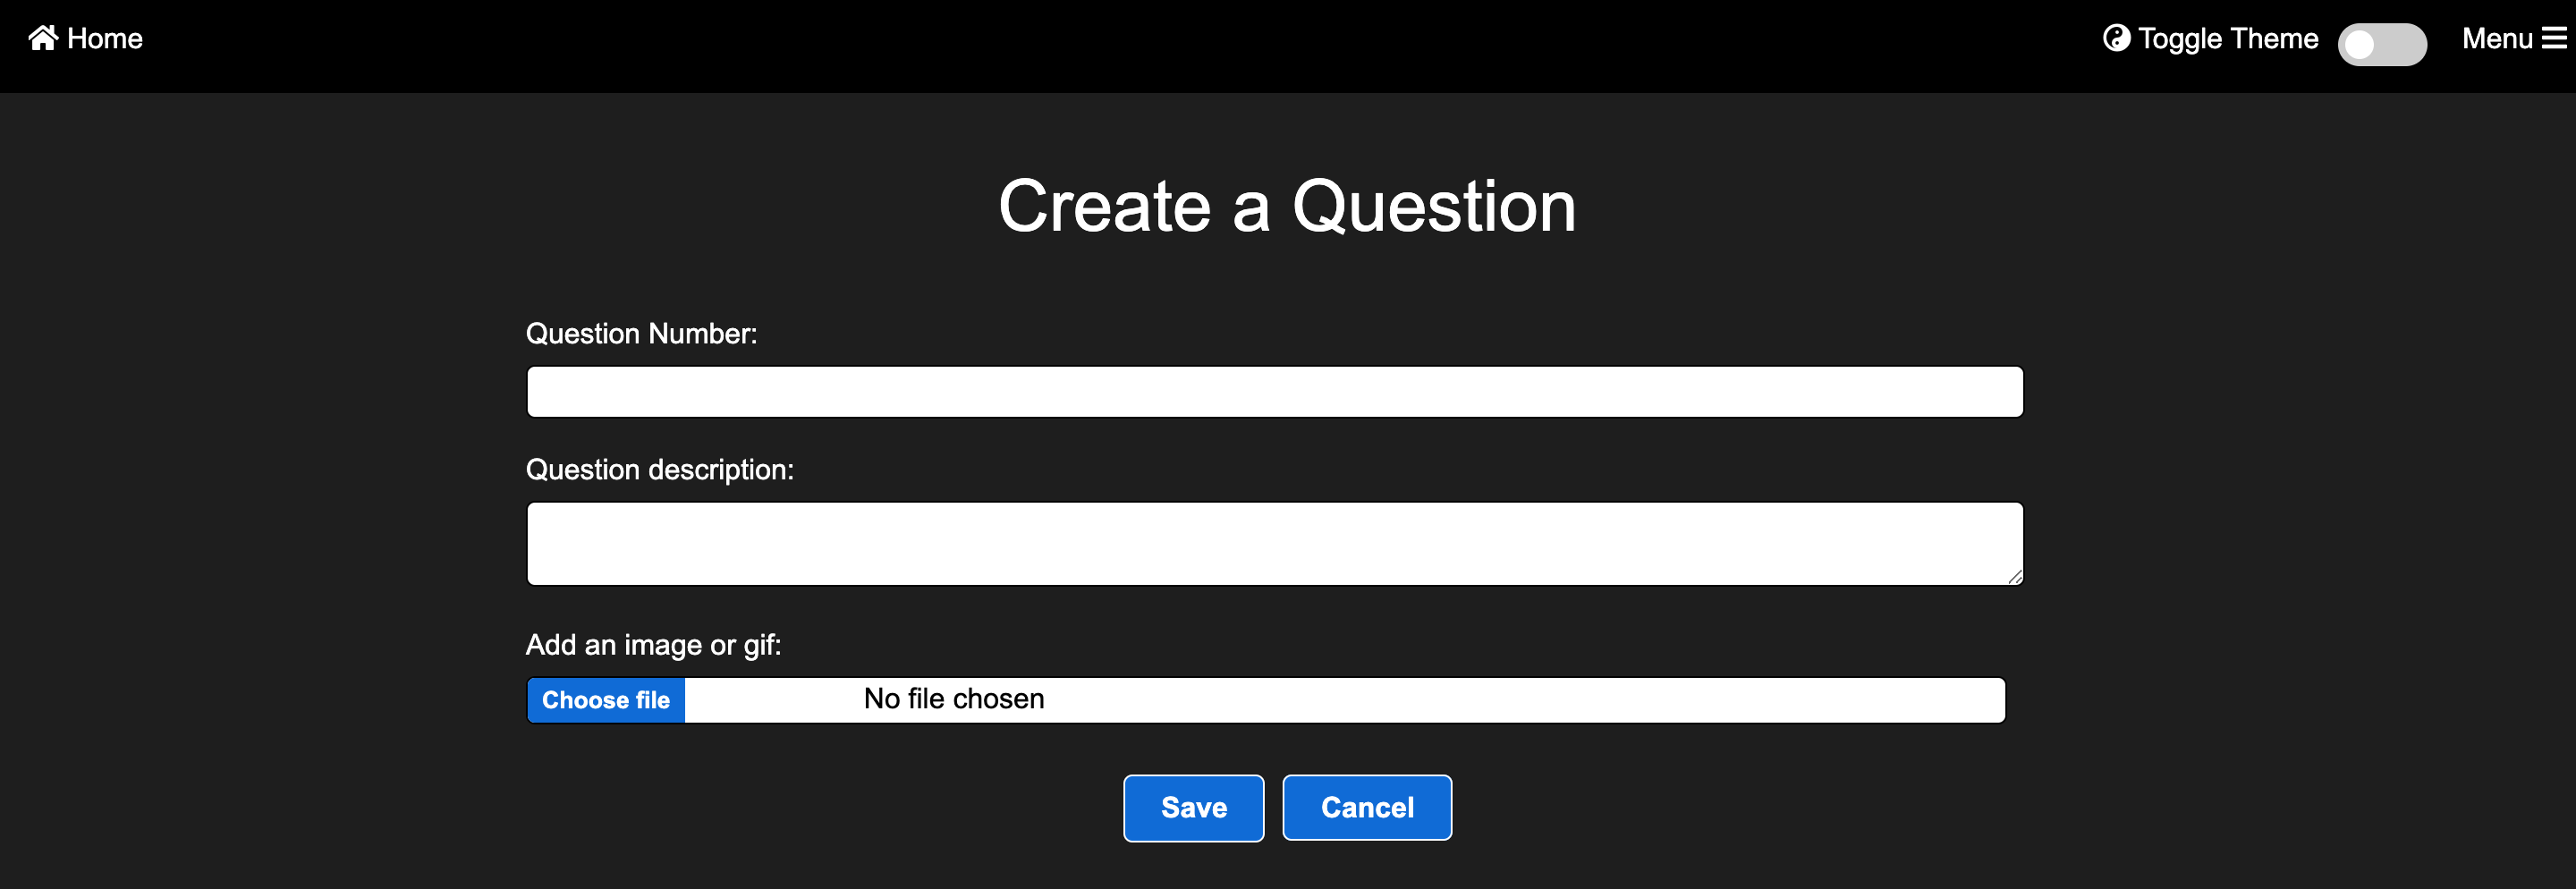 Home
Toggle Theme
Menu
Create a Question
Question Number:
Question description:
Add an image or gif:
Choose file No file chosen
Save Cancel